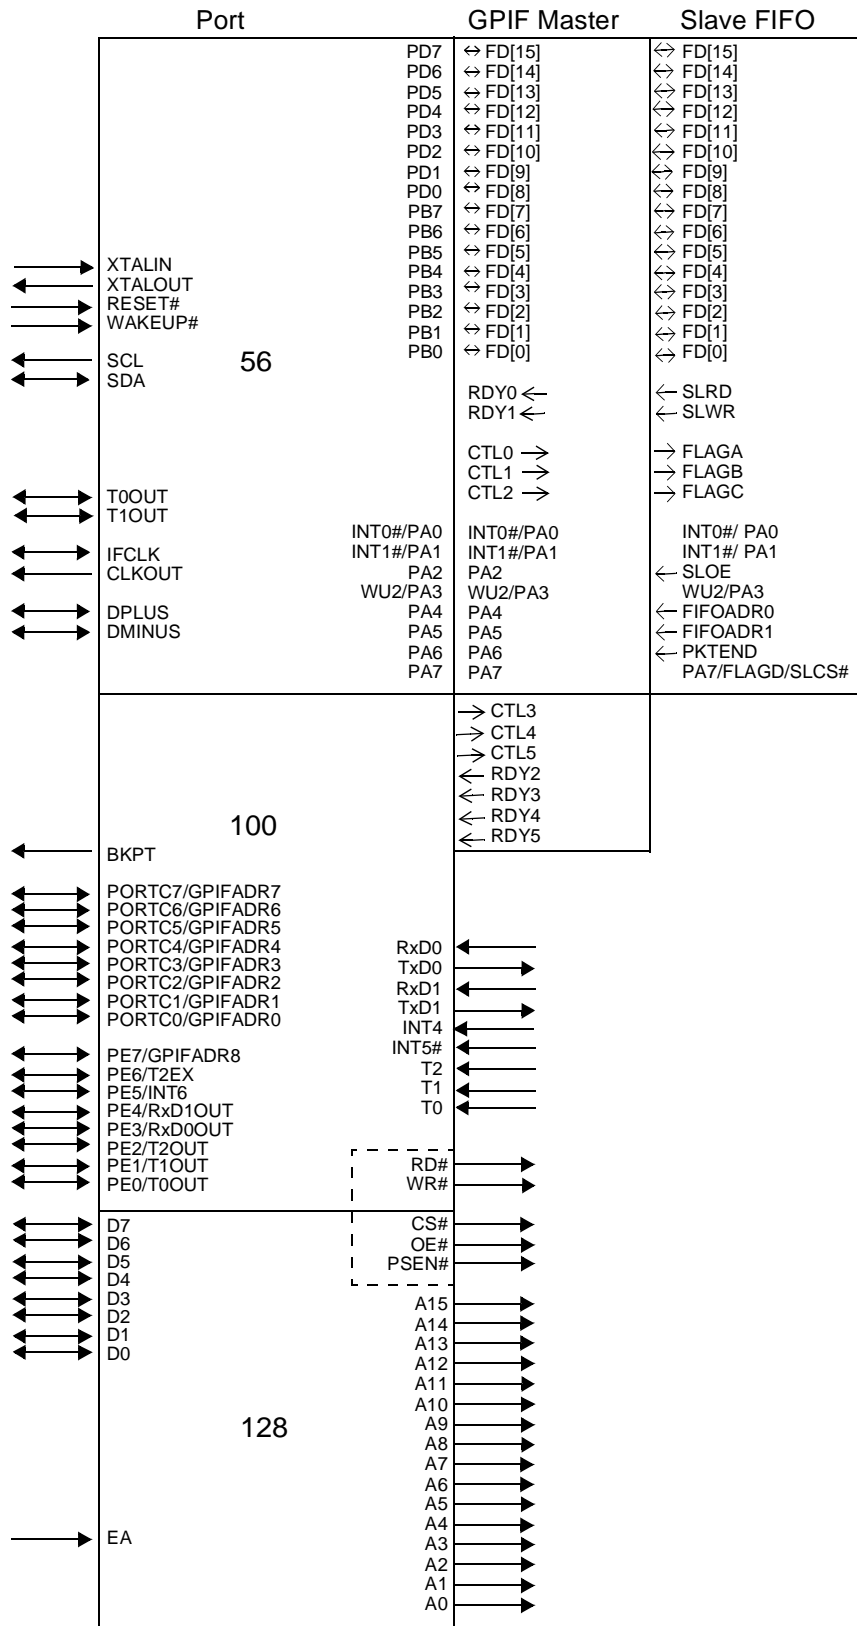 Port GPIF Master Slave FIFO
PD7 FD[15] FD[15]
PD6 FD[14] FD[14]
PD5 FD[13] FD[13]
PD4 FD[12] FD[12]
PD3 FD[11] FD[11]
PD2 FD[10] FD[10]
PD1 FD[9] FD[9]
PD0 FD[8] FD[8]
PB7 FD[7] FD[7]
PB6 FD[6] FD[6]
PB5 FD[5] FD[5]
XTALIN PB4 FD[4] FD[4]
XTALOUT PB3 FD[3] FD[3]
RESET# PB2 FD[2] FD[2]
WAKEUP# PB1 FD[1] FD[1]
SCL 56 PB0 FD[0] FD[0]
SDA
RDY0 SLRD
RDY1 SLWR
CTL0 FLAGA
CTL1 FLAGB
T0OUT CTL2 FLAGC
T1OUT
INT0#/PA0 INT0#/PA0 INT0#/ PA0
IFCLK INT1#/PA1 INT1#/PA1 INT1#/ PA1
CLKOUT PA2 PA2 SLOE
WU2/PA3 WU2/PA3 WU2/PA3
DPLUS PA4 PA4 FIFOADR0
DMINUS PA5 PA5 FIFOADR1
PA6 PA6 PKTEND
PA7 PA7 PA7/FLAGD/SLCS#
CTL3
CTL4
CTL5
RDY2
RDY3
100 RDY4
RDY5
BKPT
PORTC7/GPIFADR7
PORTC6/GPIFADR6
PORTC5/GPIFADR5
PORTC4/GPIFADR4 RxD0
PORTC3/GPIFADR3 TxD0
PORTC2/GPIFADR2 RxD1
PORTC1/GPIFADR1 TxD1
PORTC0/GPIFADR0 INT4
PE7/GPIFADR8 INT5#
PE6/T2EX T2
PE5/INT6 T1
PE4/RxD1OUT T0
PE3/RxD0OUT
PE2/T2OUT
PE1/T1OUT RD#
PE0/T0OUT WR#
D7 CS#
D6 OE#
D5 PSEN#
D4
D3 A15
D2 A14
D1 A13
D0 A12
A11
A10
128 A9
A8
A7
A6
A5
A4
EA A3
A2
A1
A0